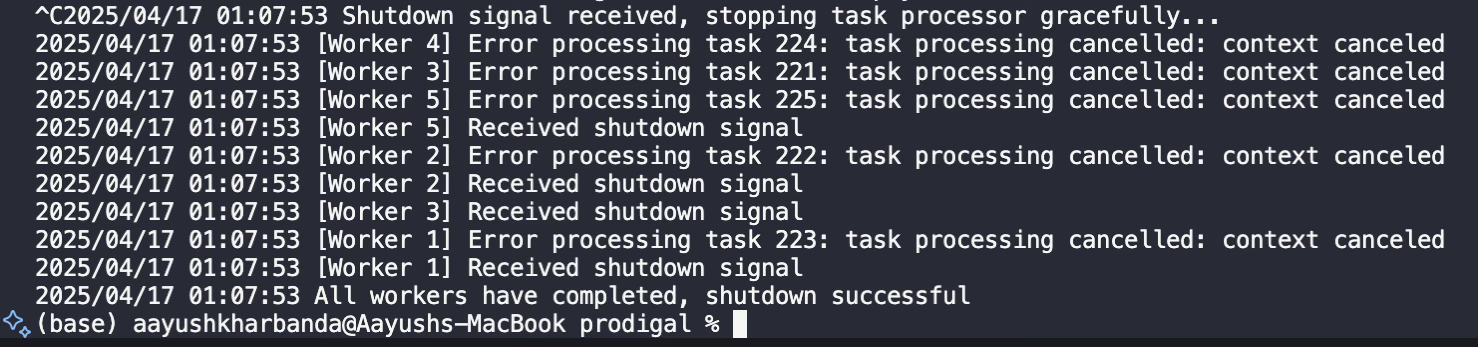 ^C2025/04/17 01:07:53 Shutdown signal received, stopping task processor gracefully...
2025/04/17 01:07:53 [Worker 4] Error processing task 224: task processing cancelled: context canceled
2025/04/17 01:07:53 [Worker 3] Error processing task 221: task processing cancelled: context canceled
2025/04/17 01:07:53 [Worker 5] Error processing task 225: task processing cancelled: context canceled
2025/04/17 01:07:53 [Worker 5] Received shutdown signal
2025/04/17 01:07:53 [Worker 2] Error processing task 222: task processing cancelled: context canceled
2025/04/17 01:07:53 [Worker 2] Received shutdown signal
2025/04/17 01:07:53 [Worker 3] Received shutdown signal
2025/04/17 01:07:53 [Worker 1] Error processing task 223: task processing cancelled: context canceled
2025/04/17 01:07:53 [Worker 1] Received shutdown signal
2025/04/17 01:07:53 All workers have completed, shutdown successful
(base) aayushkharbanda@Aayushs-MacBook prodigal %